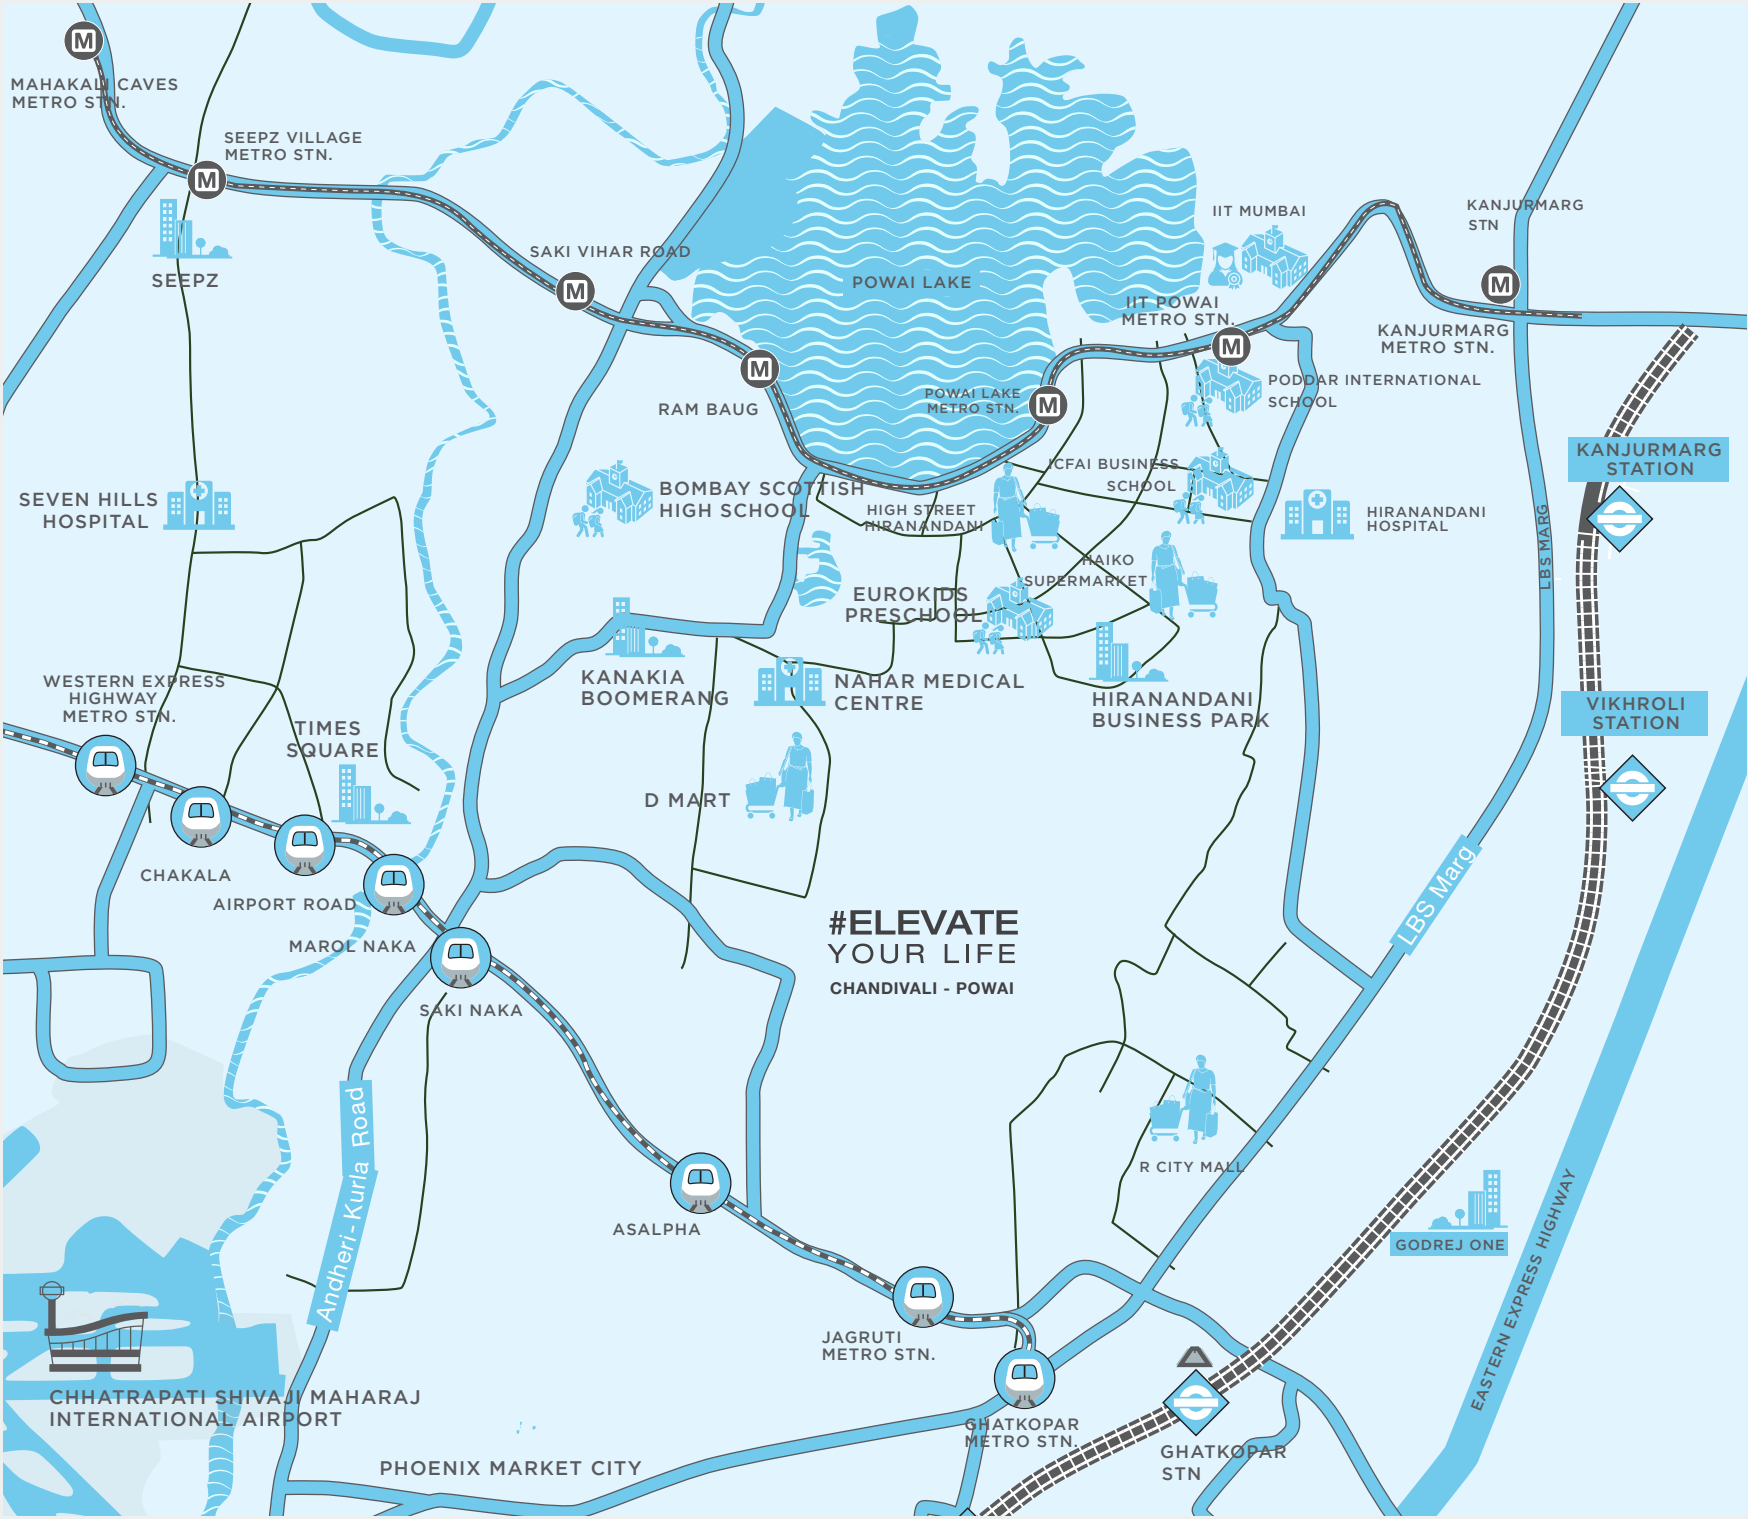 M
MAHAKALI CAVES
METRO STN.
SEEPZ VILLAGE
METRO STN.
M
SEEPZ
SAKI VIHAR ROAD
M
POWAI LAKE
IIT MUMBAI
KANJURMARG
STN
M
IIT POWAI
METRO STN.
M
KANJURMARG
METRO STN.
M
RAM BAUG
POWAI LAKE
METRO STN.
M
PODDAR INTERNATIONAL
SCHOOL
KANJURMARG
STATION
SEVEN HILLS
HOSPITAL
BOMBAY SCOTTISH
HIGH SCHOOL
ICFAI BUSINESS
SCHOOL
HIGH STREET
HIRANANDANI
HIRANANDANI
HOSPITAL
LBS MARG
HAIKO
SUPERMARKET
EUROKIDS
PRESCHOOL
WESTERN EXPRESS
HIGHWAY
METRO STN.
KANAKIA
BOOMERANG
NAHAR MEDICAL
CENTRE
HIRANANDANI
BUSINESS PARK
VIKHROLI
STATION
TIMES
SQUARE
D MART
CHAKALA
AIRPORT ROAD
MAROL NAKA
#ELEVATE
YOUR LIFE
CHANDIVALI - POWAI
LBS Marg
SAKI NAKA
Andheri-Kurla Road
R CITY MALL
ASALPHA
GODREJ ONE
EASTERN EXPRESS HIGHWAY
JAGRUTI
METRO STN.
CHHATRAPATI SHIVAJI MAHARAJ
INTERNATIONAL AIRPORT
GHATKOPAR
METRO STN.
GHATKOPAR
STN
PHOENIX MARKET CITY